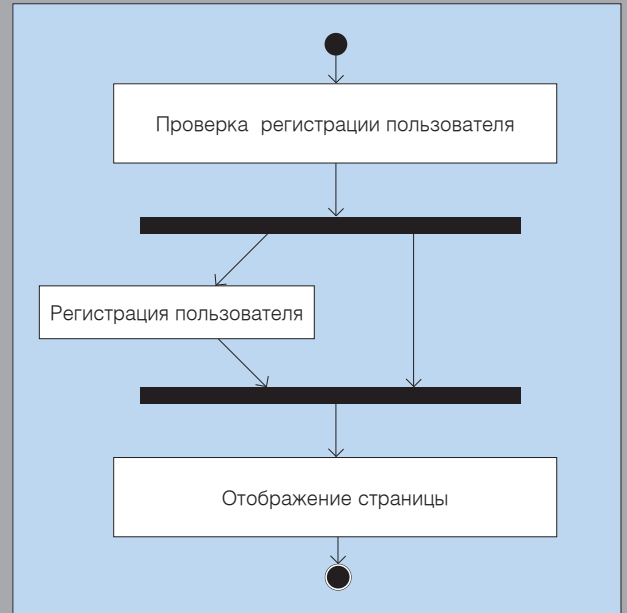 Проверка регистрации пользователя
Регистрация пользователя
Отображение страницы